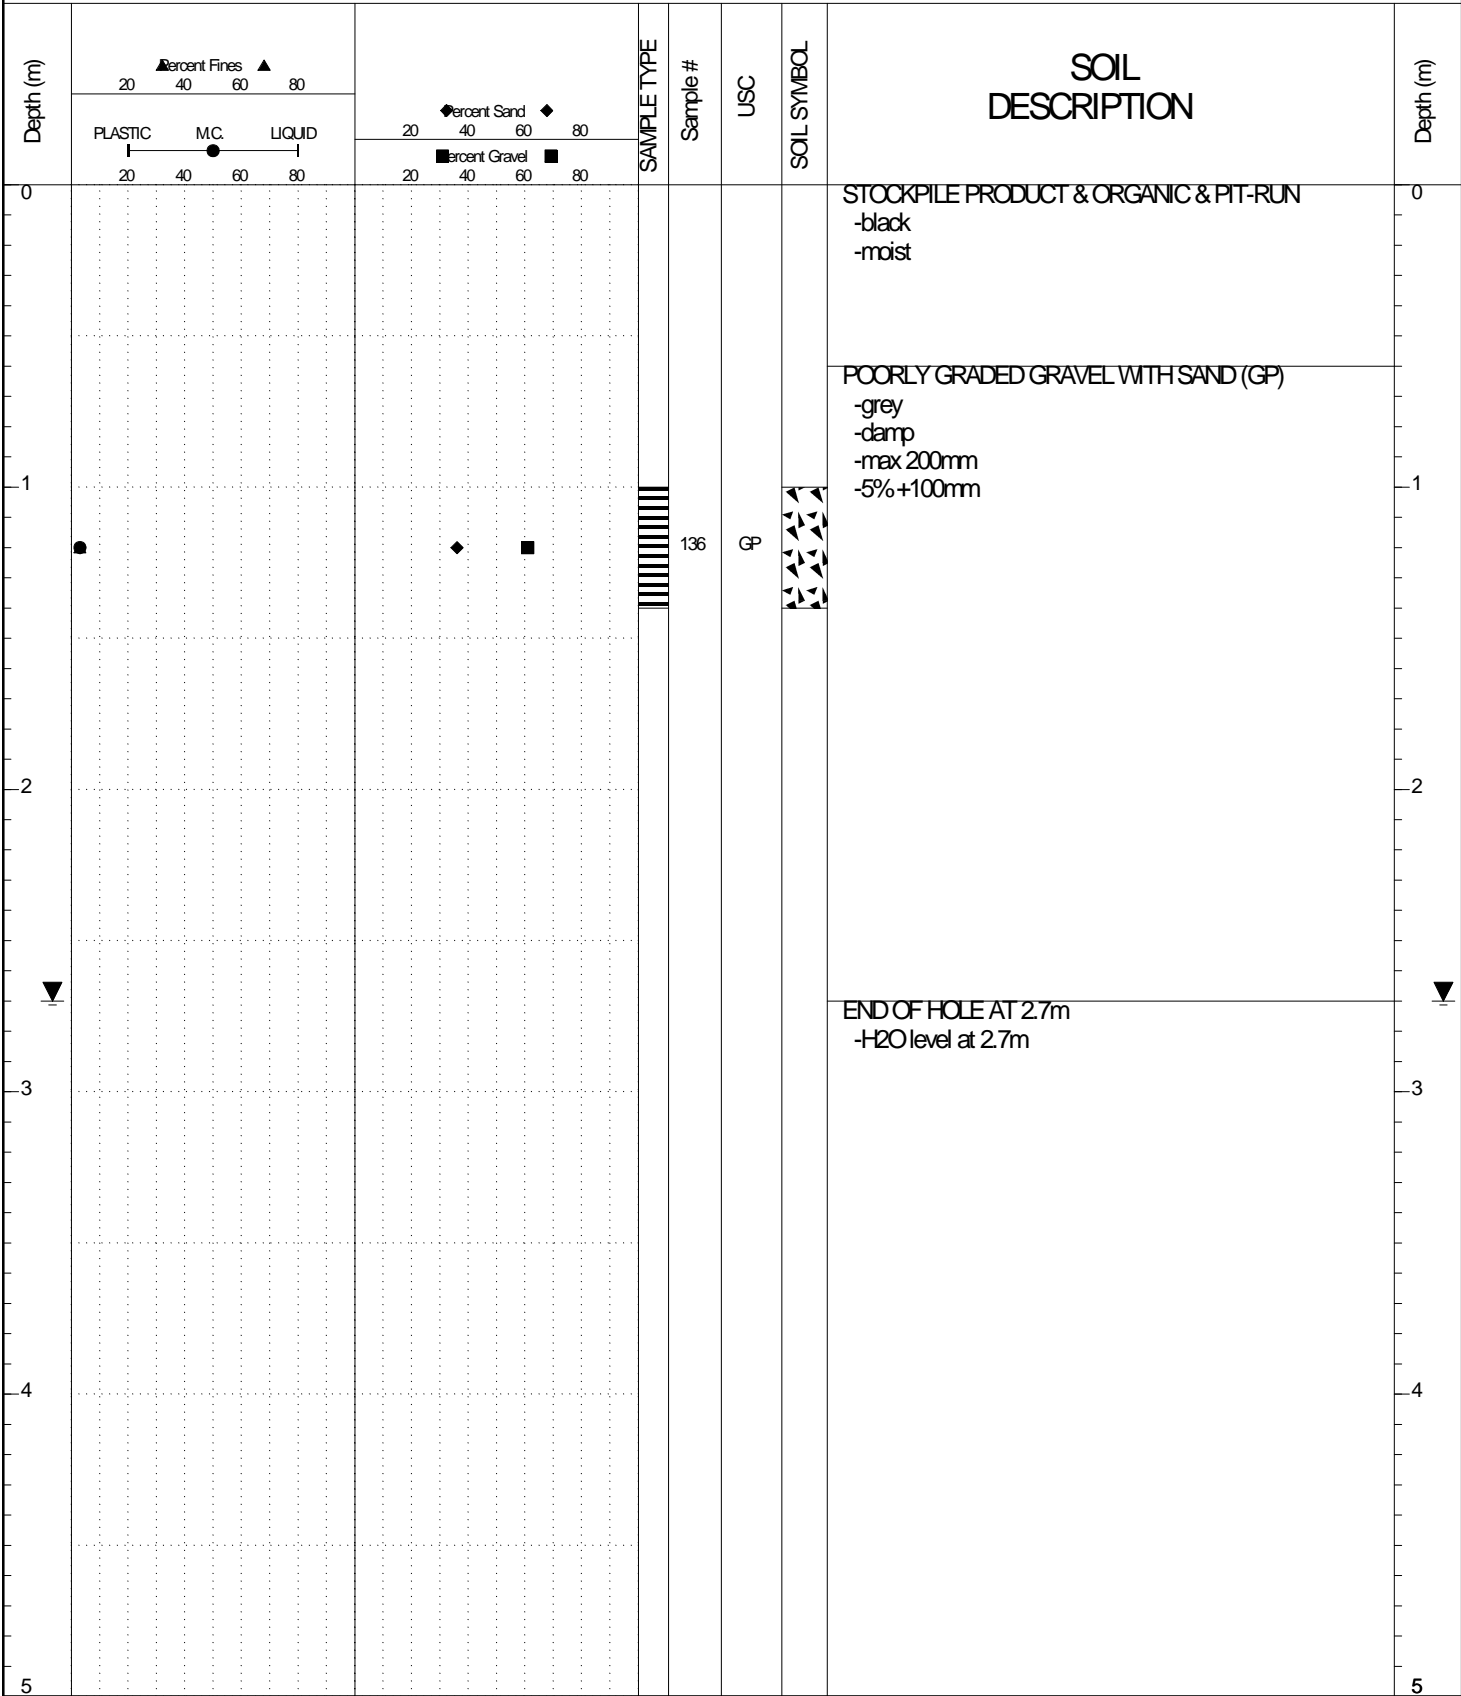 Depth (m)
Percent Fines
20 40 60 80
PLASTIC M.C. LIQUID
20 40 60 80
Percent Sand
20 40 60 80
Percent Gravel
20 40 60 80
SAMPLE TYPE
Sample #
USC
SOIL SYMBOL
SOIL
DESCRIPTION
Depth (m)
0
STOCKPILE PRODUCT & ORGANIC & PIT-RUN
0
-black
-moist
POORLY GRADED GRAVEL WITH SAND (GP)
-grey
-damp
-max 200mm
1
-5% +100mm
1
136
GP
2
2
END OF HOLE AT 2.7m
-H2O level at 2.7m
3
3
4
4
5
5